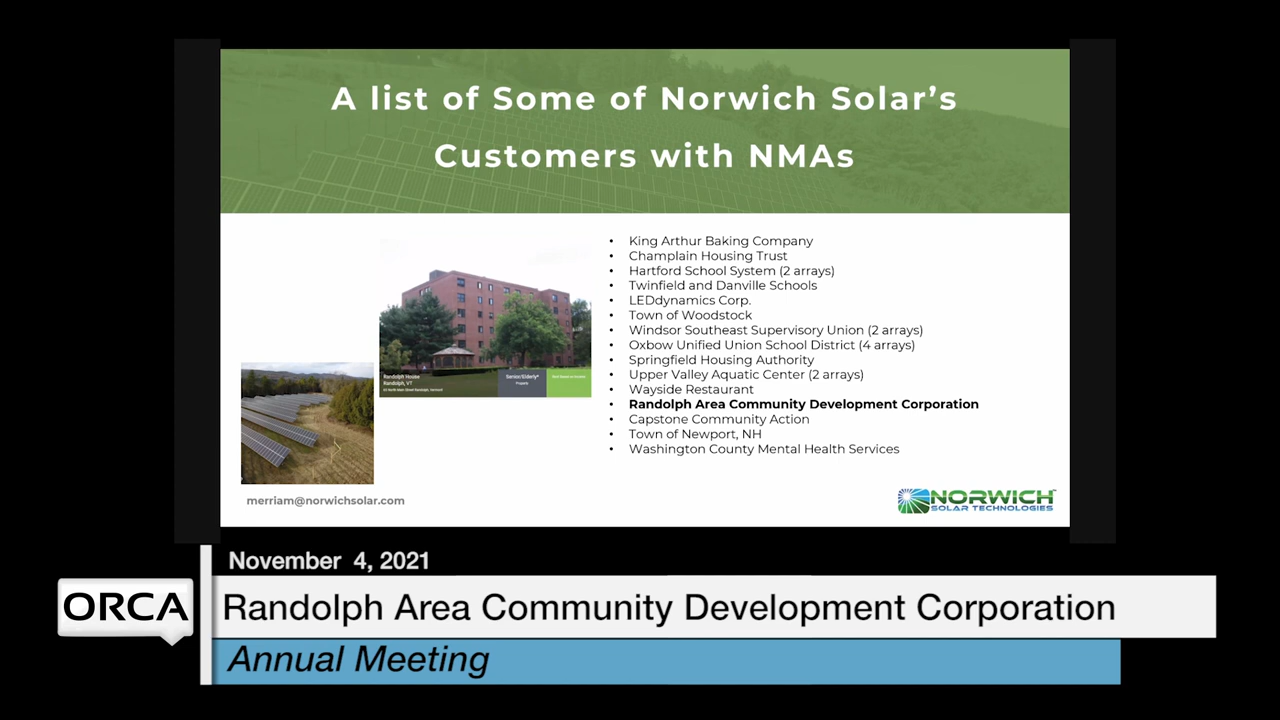 A list of Some of Norwich Solar's
Customers with NMAs
• King Arthur Baking Company
• Champlain Housing Trust
• Hartford School System (2 arrays)
• Twinfield and Danville Schools
• LEDdynamics Corp.
• Town of Woodstock
• Windsor Southeast Supervisory Union (2 arrays)
• Oxbow Unified Union School District (4 arrays)
• Springfield Housing Authority
• Upper Valley Aquatic Center (2 arrays)
• Wayside Restaurant
• Randolph Area Community Development Corporation
• Capstone Community Action
• Town of Newport, NH
• Washington County Mental Health Services
Randolph House
Randolph, VT
Senior/Elderly*
Property
merriam@norwichsolar.com
NORWICH
SOLAR TECHNOLOGIES
November 4, 2021
ORCA
Randolph Area Community Development Corporation
Annual Meeting